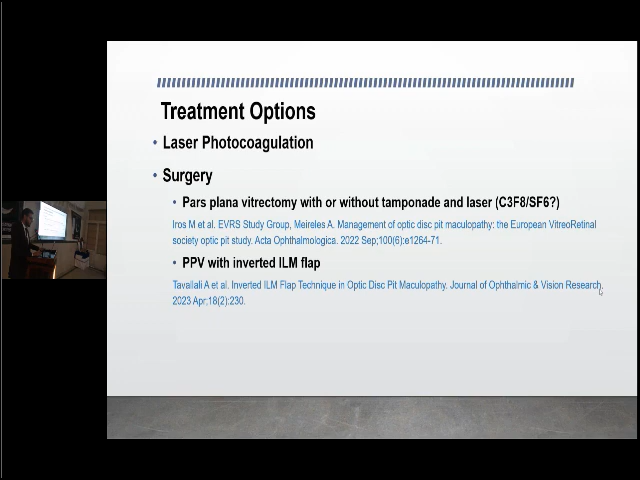 Treatment Options
• Laser Photocoagulation
• Surgery
• Pars plana vitrectomy with or without tamponade and laser (C3F8/SF6?)
Iros M et al. EVRS Study Group, Meireles A. Management of optic disc pit maculopathy: the European VitreoRetinal
society optic pit study. Acta Ophthalmologica. 2022 Sep;100(6):e1264-71.
• PPV with inverted ILM flap
Tavallali A et al. Inverted ILM Flap Technique in Optic Disc Pit Maculopathy. Journal of Ophthalmic & Vision Research.
2023 Apr;18(2):230.